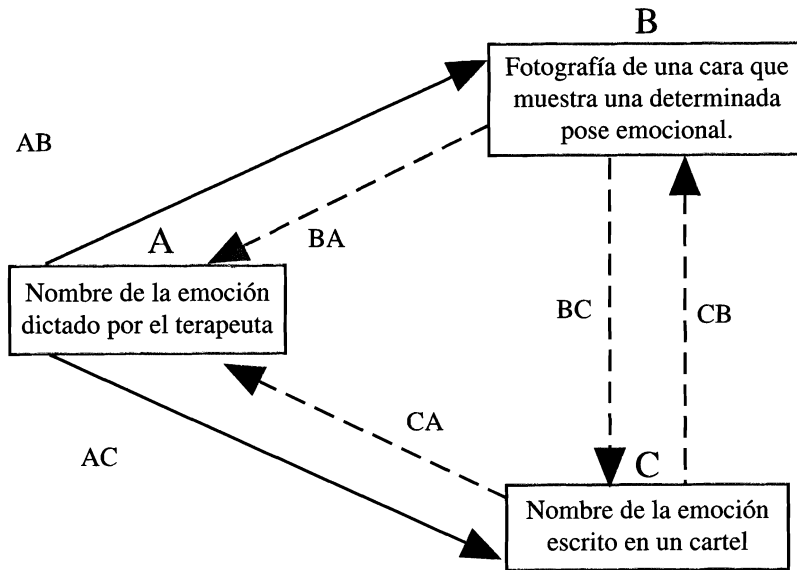 B
Fotografía de una cara que
muestra una determinada
pose emocional.
AB
BA
A
Nombre de la emoción
dictado por el terapeuta
BC
CB
CA
AC
C
Nombre de la emoción
escrito en un cartel